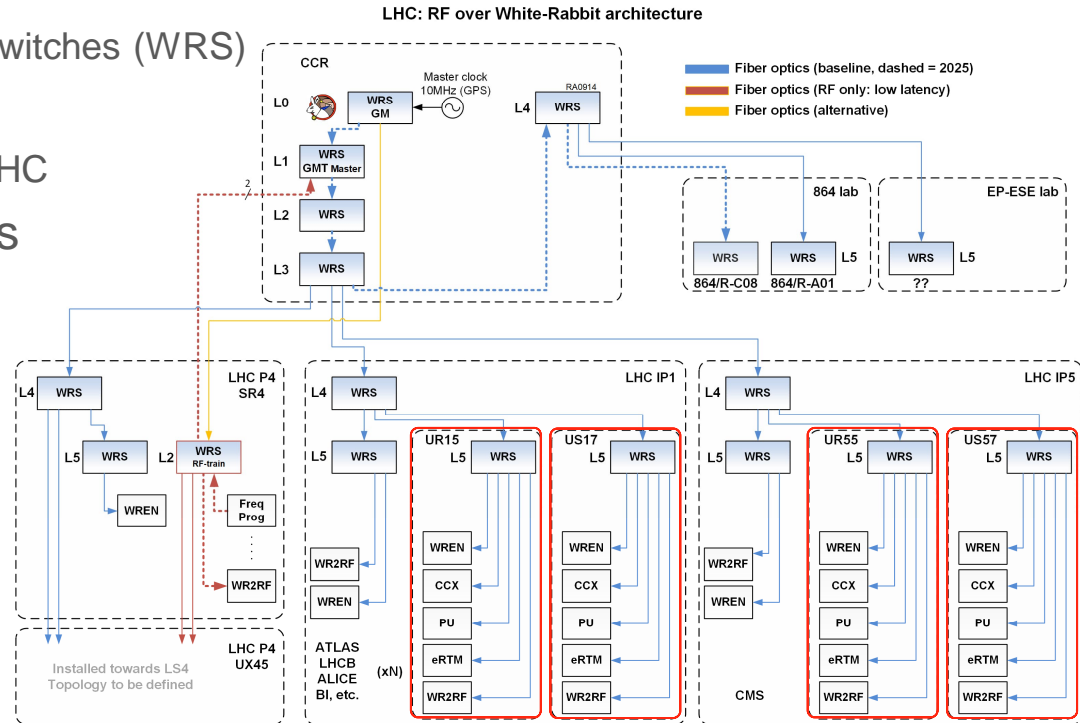 LHC: RF over White-Rabbit architecture
witches (WRS)
HC
s
CCR
Master clock
10MHz (GPS)
L0
WRS
GM
L4
RA0914
WRS
Fiber optics (baseline, dashed = 2025)
Fiber optics (RF only: low latency)
Fiber optics (alternative)
L1
WRS
GMT Master
2
L2
WRS
L3
WRS
864 lab
WRS
864/R-C08
WRS
L5
864/R-A01
EP-ESE lab
WRS
L5
??
LHC P4
SR4
L4
WRS
L5
WRS
WREN
L2
WRS
RF-train
Freq
Prog
WR2RF
LHC P4
UX45
Installed towards LS4
Topology to be defined
LHC IP1
L4
WRS
L5
WRS
WR2RF
WREN
ATLAS
LHCB
ALICE
BI, etc.
(xN)
UR15
L5
WRS
WREN
CCX
PU
eRTM
WR2RF
US17
L5
WRS
WREN
CCX
PU
eRTM
WR2RF
LHC IP5
L4
WRS
L5
WRS
WR2RF
WREN
CMS
UR55
L5
WRS
WREN
CCX
PU
eRTM
WR2RF
US57
L5
WRS
WREN
CCX
PU
eRTM
WR2RF